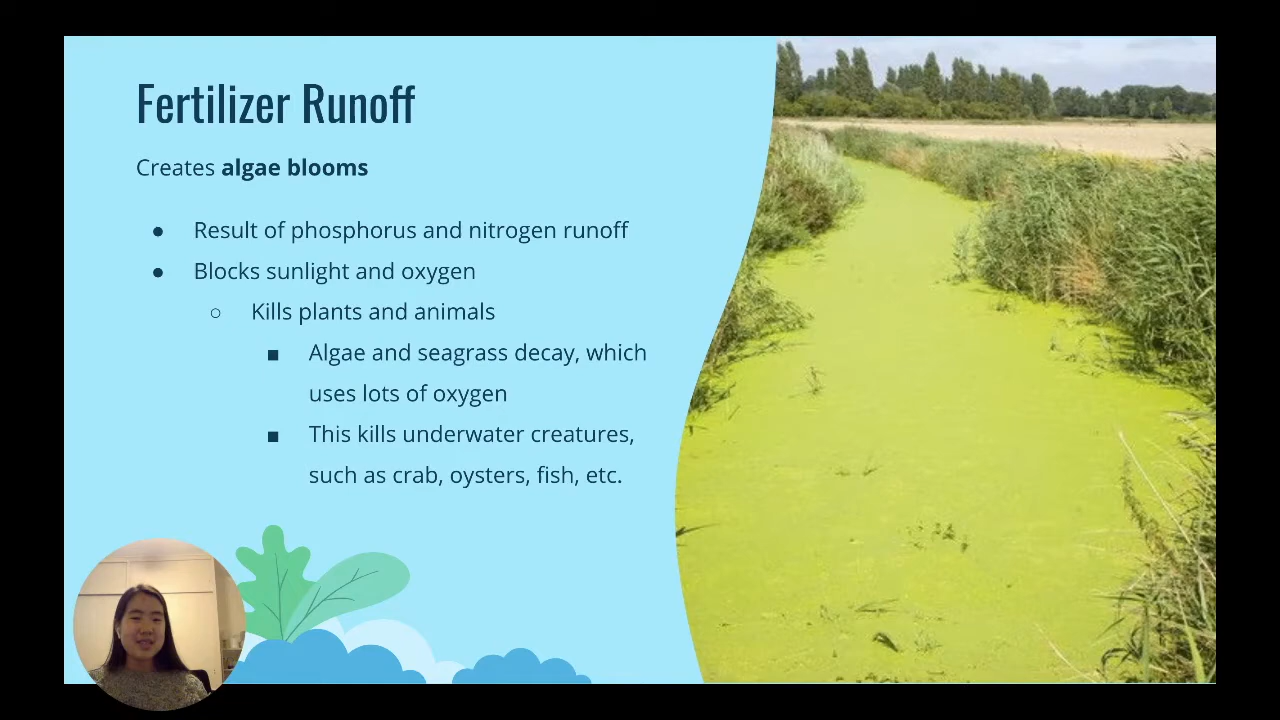 Fertilizer Runoff
Creates algae blooms
● Result of phosphorus and nitrogen runoff
● Blocks sunlight and oxygen
○ Kills plants and animals
■ Algae and seagrass decay, which
uses lots of oxygen
■ This kills underwater creatures,
such as crab, oysters, fish, etc.